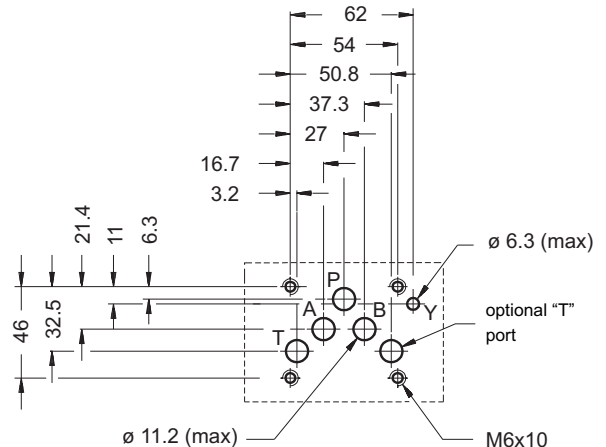 62
54
50.8
37.3
27
16.7
3.2
21.4
11
6.3
46
32.5
ø 6.3 (max)
P
A
B
Y
T
optional "T"
port
ø 11.2 (max)
M6x10